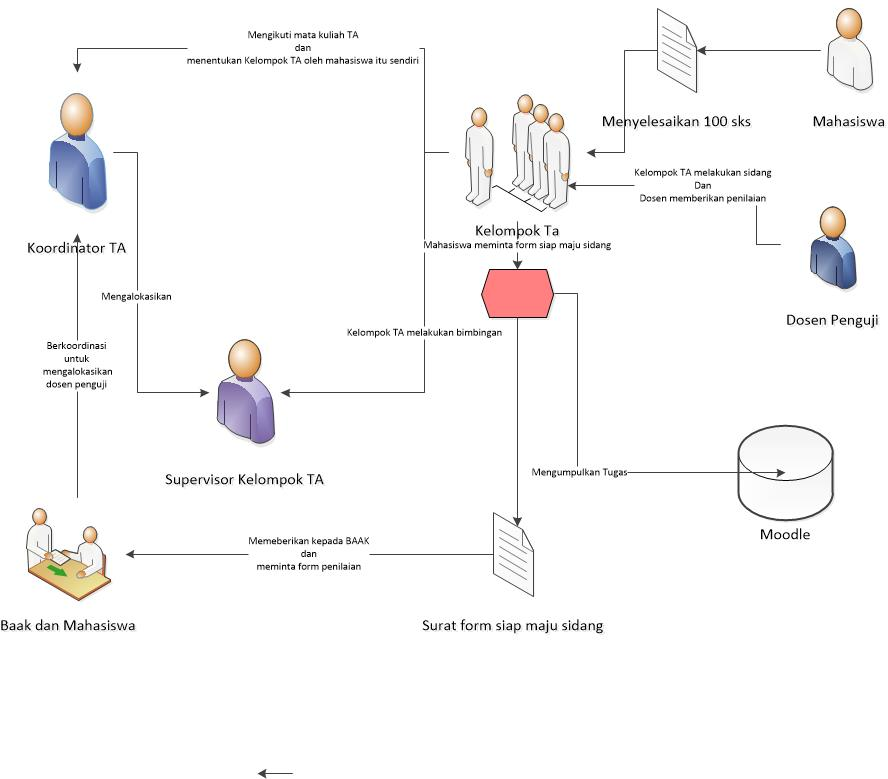 Mengikuti mata kuliah TA
dan
menentukan Kelompok TA oleh mahasiswa itu sendiri
Menyelesaikan 100 sks
Mahasiswa
Kelompok TA melakukan sidang
Dan
Dosen memberikan penilaian
Kelompok Ta
Mahasiswa meminta form siap maju sidang
Koordinator TA
Mengalokasikan
Dosen Penguji
Kelompok TA melakukan bimbingan
Berkoordinasi
untuk
mengalokasikan
dosen penguji
Supervisor Kelompok TA
Mengumpulkan Tugas
Moodle
Memeberikan kepada BAAK
dan
meminta form penilaian
Baak dan Mahasiswa
Surat form siap maju sidang